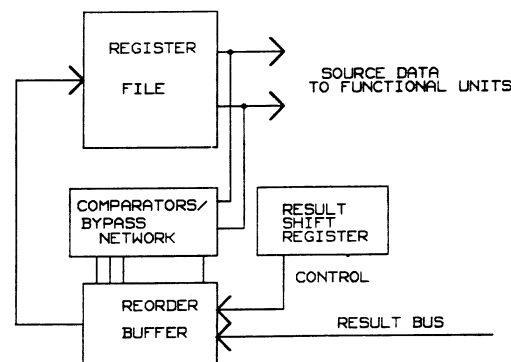 REGISTER
FILE
SOURCE DATA
TO FUNCTIONAL UNITS
COMPARATORS/
BYPASS
NETWORK
RESULT
SHIFT
REGISTER
CONTROL
REORDER
BUFFER
RESULT BUS